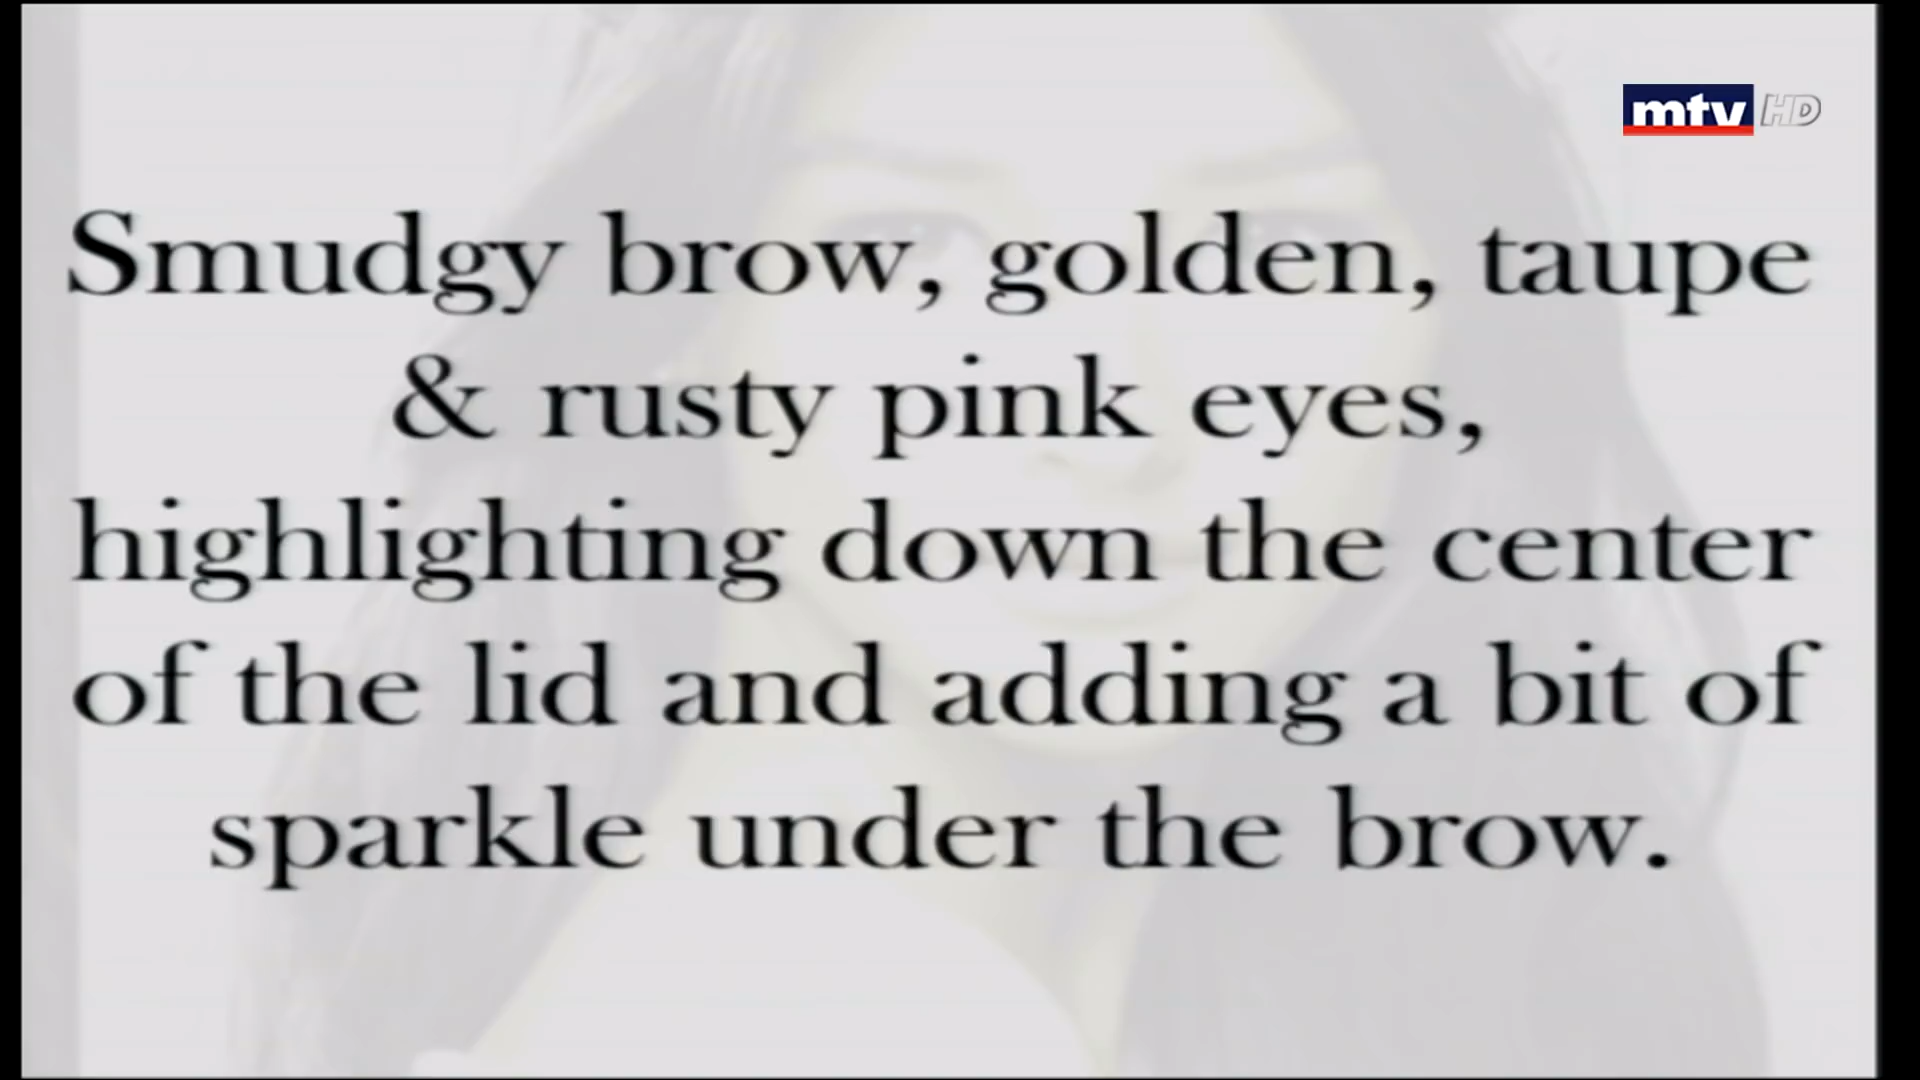 mtv HD
Smudgy brow, golden, taupe
& rusty pink eyes,
highlighting down the center
of the lid and adding a bit of
sparkle under the brow.